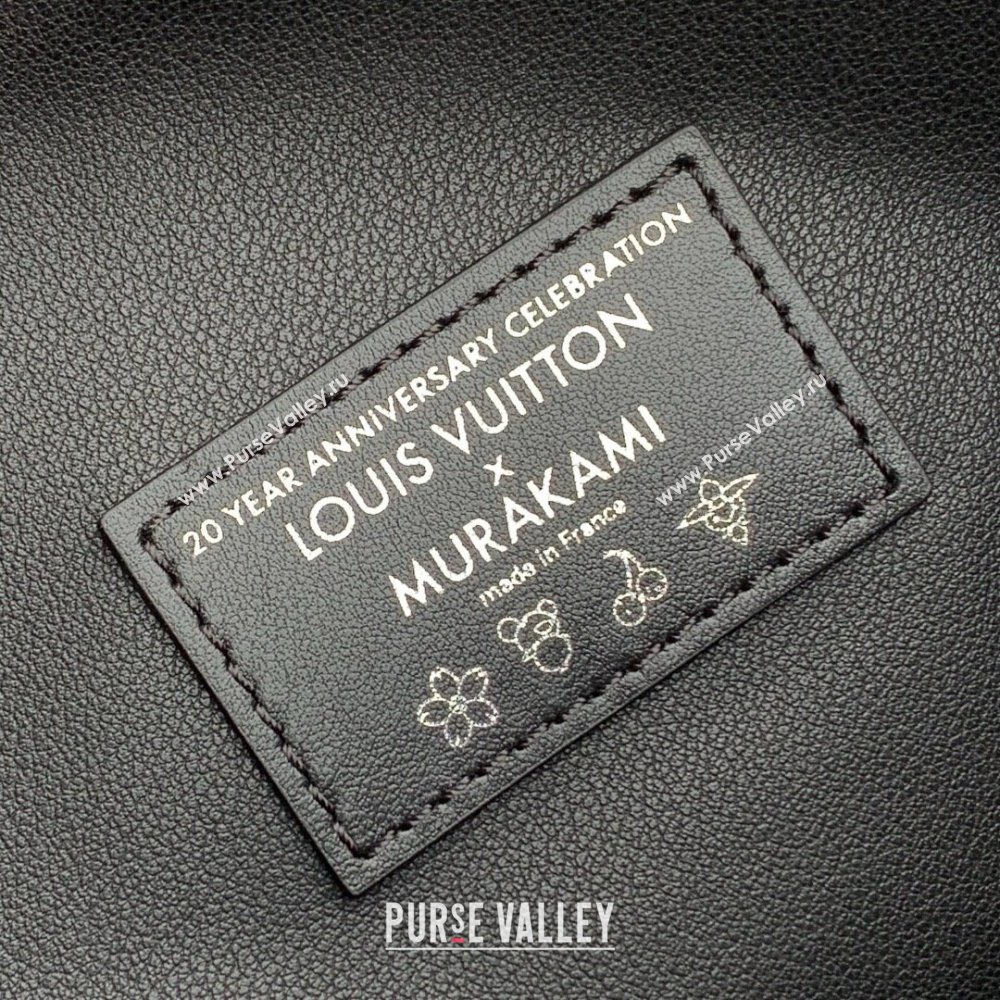 20 YEAR ANNIVERSARY CELEBRATION
LOUIS VUITTON
x
MURAKAMI
made in France
www.PurseValley.ru
www.PurseValley.ru
PURSE VALLEY